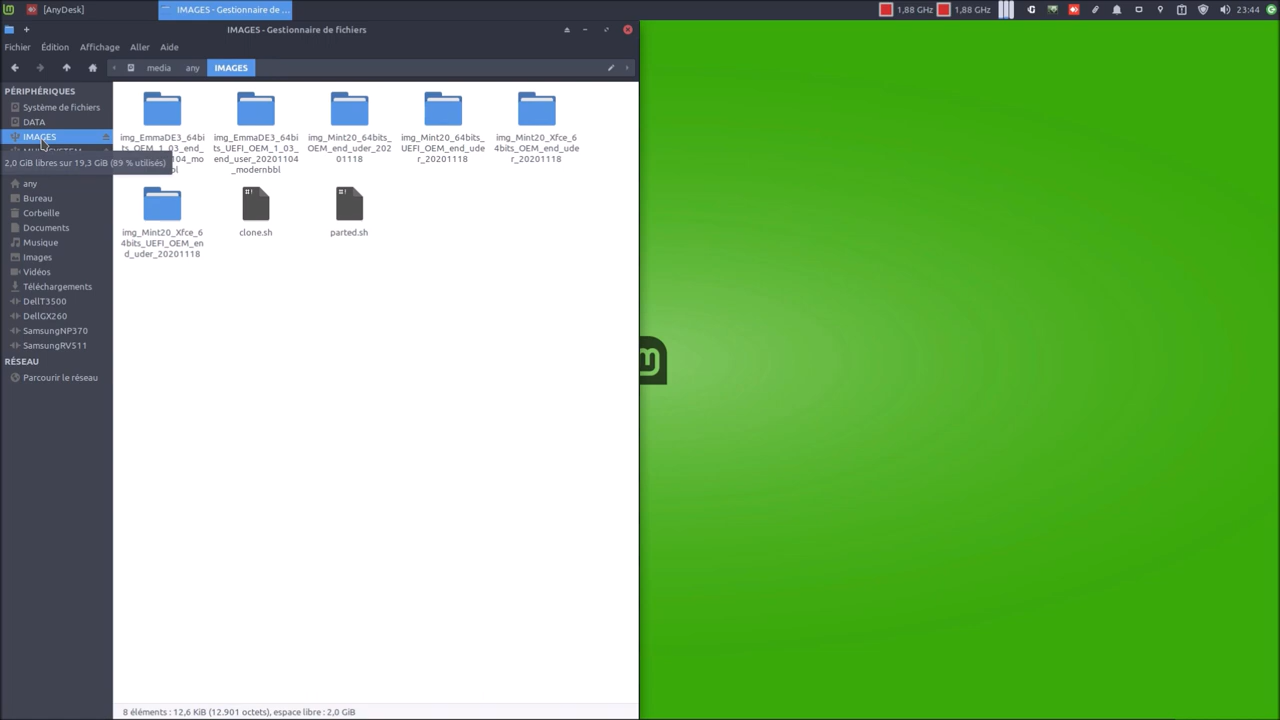 [AnyDesk]
IMAGES - Gestionnaire de ...
1,88 GHz
1,88 GHz
23:44
IMAGES - Gestionnaire de fichiers
Fichier
Édition
Affichage
Aller
Aide
media
any
IMAGES
PÉRIPHÉRIQUES
Système de fichiers
DATA
IMAGES
2,0 GiB libres sur 19,3 GiB (89 % utilisés)
any
Bureau
Corbeille
Documents
Musique
Images
Vidéos
Téléchargements
DellT3500
DellGX260
SamsungNP370
SamsungRV511
RÉSEAU
Parcourir le réseau
img_EmmaDE3_64bi
ts_OEM_1_03_end_
104_mo
bbl
img_EmmaDE3_64bi
ts_UEFI_OEM_1_03_
end_user_20201104
_modernbbl
img_Mint20_64bits_
OEM_end_uder_202
01118
img_Mint20_64bits_
UEFI_OEM_end_ude
r_20201118
img_Mint20_Xfce_6
4bits_OEM_end_ude
r_20201118
img_Mint20_Xfce_6
4bits_UEFI_OEM_en
d_uder_20201118
clone.sh
parted.sh
8 éléments : 12,6 KiB (12.901 octets), espace libre : 2,0 GiB